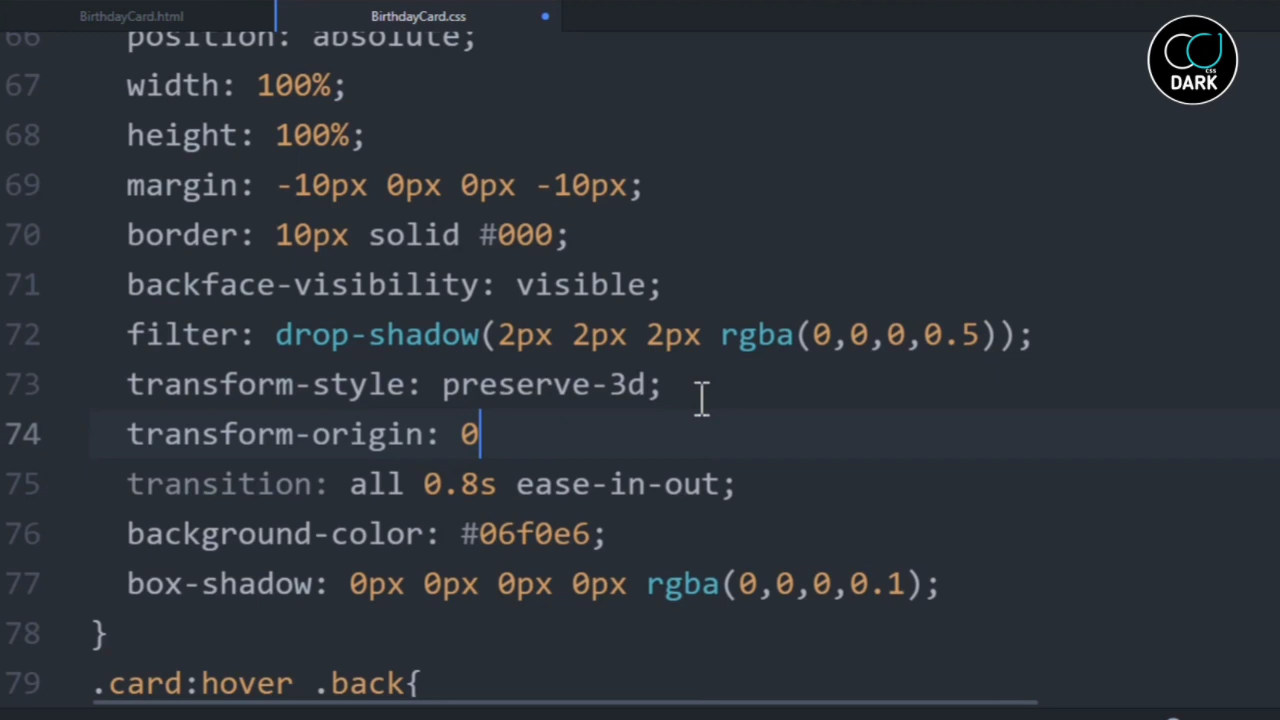 BirthdayCard.html
BirthdayCard.css
66 position: absolute;
67 width: 100%;
68 height: 100%;
69 margin: -10px 0px 0px -10px;
70 border: 10px solid #000;
71 backface-visibility: visible;
72 filter: drop-shadow(2px 2px 2px rgba(0,0,0,0.5));
73 transform-style: preserve-3d;
74 transform-origin: 0
75 transition: all 0.8s ease-in-out;
76 background-color: #06f0e6;
77 box-shadow: 0px 0px 0px 0px rgba(0,0,0,0.1);
78 }
79 .card:hover .back{
CSS
DARK